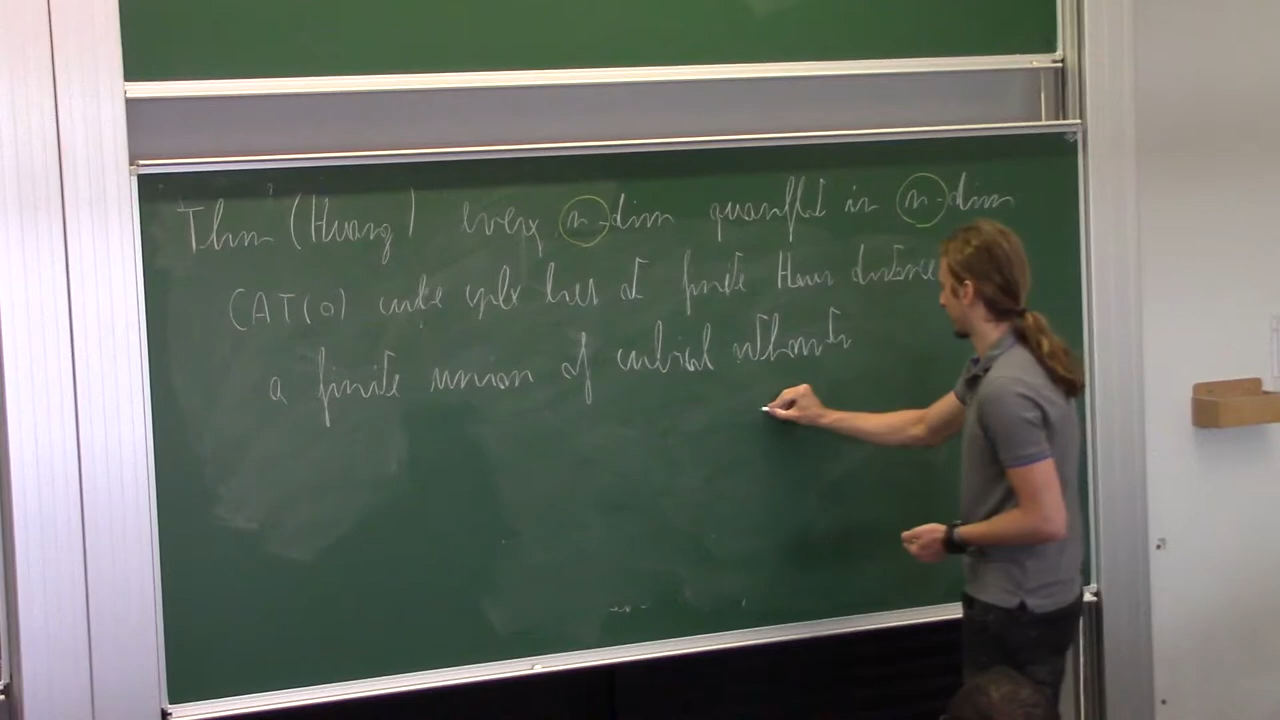 Thm (Huang) every n-dim quasiflat in n-dim
CAT(0) cube cplx lies at finite Haus distance
a finite union of cubical orthants